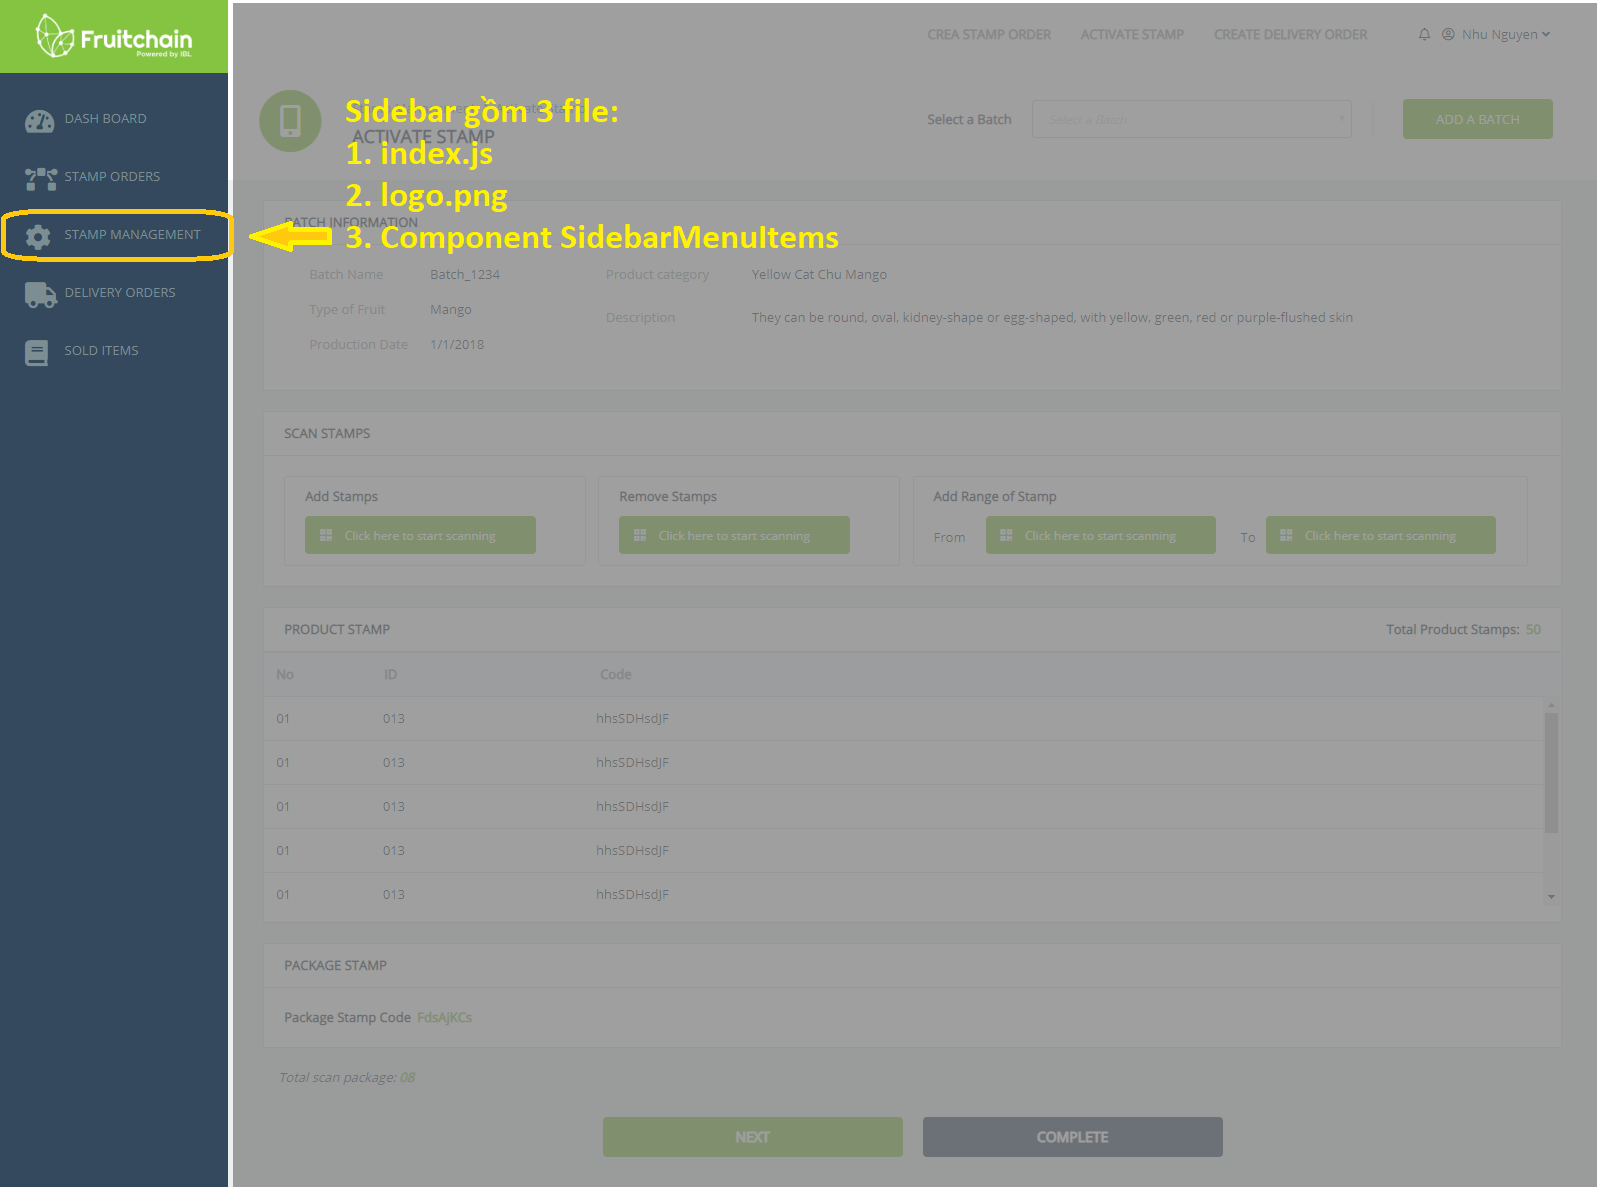 Fruitchain
Powered by IBL
CREA STAMP ORDER
ACTIVATE STAMP
CREATE DELIVERY ORDER
Nhu Nguyen
DASH BOARD
STAMP ORDERS
STAMP MANAGEMENT
DELIVERY ORDERS
SOLD ITEMS
Sidebar gồm 3 file:
1. index.js
2. logo.png
3. Component SidebarMenuItems
ACTIVATE STAMP
Select a Batch
Select a Batch
ADD A BATCH
BATCH INFORMATION
Batch Name
Batch_1234
Product category
Yellow Cat Chu Mango
Type of Fruit
Mango
Description
They can be round, oval, kidney-shape or egg-shaped, with yellow, green, red or purple-flushed skin
Production Date
1/1/2018
SCAN STAMPS
Add Stamps
Click here to start scanning
Remove Stamps
Click here to start scanning
Add Range of Stamp
From
Click here to start scanning
To
Click here to start scanning
PRODUCT STAMP
Total Product Stamps: 50
No ID Code
01 013 hhsSDHsdJF
01 013 hhsSDHsdJF
01 013 hhsSDHsdJF
01 013 hhsSDHsdJF
01 013 hhsSDHsdJF
PACKAGE STAMP
Package Stamp Code FdsAJKCs
Total scan package: 08
NEXT
COMPLETE